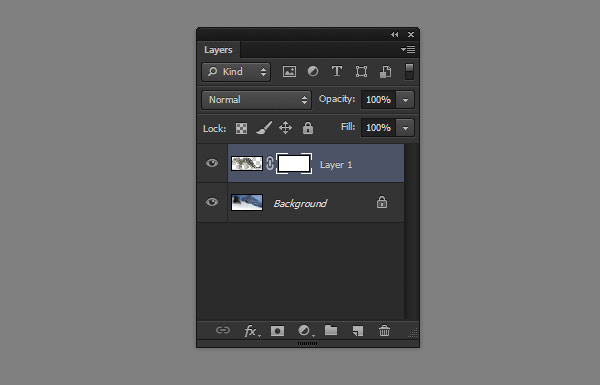 Layers
Kind
Normal Opacity: 100%
Lock: Fill: 100%
Layer 1
Background
fx